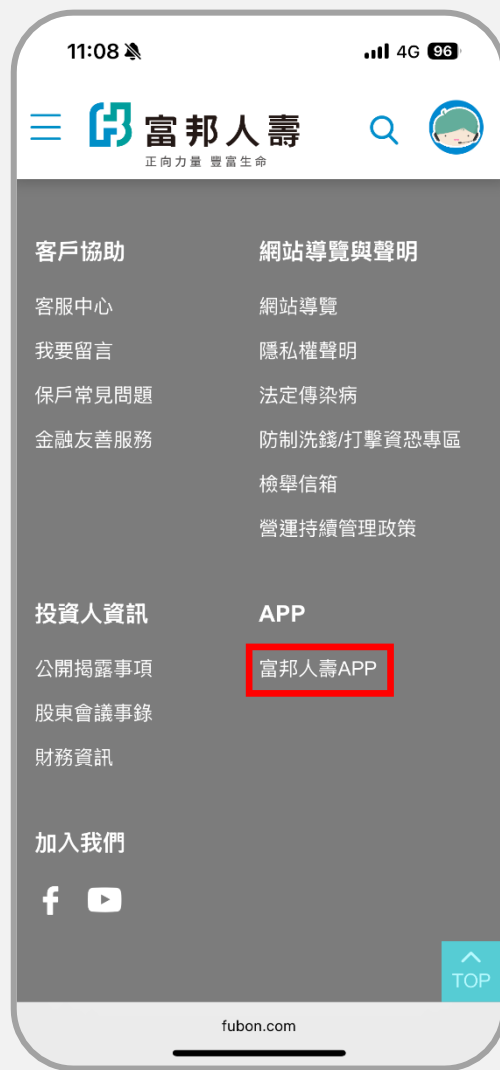 11:08
4G 96
富邦人壽
正向力量 豐富生命
客戶協助
客服中心
我要留言
保戶常見問題
金融友善服務
網站導覽與聲明
網站導覽
隱私權聲明
法定傳染病
防制洗錢/打擊資恐專區
檢舉信箱
營運持續管理政策
投資人資訊
公開揭露事項
股東會議事錄
財務資訊
APP
富邦人壽APP
加入我們
TOP
fubon.com